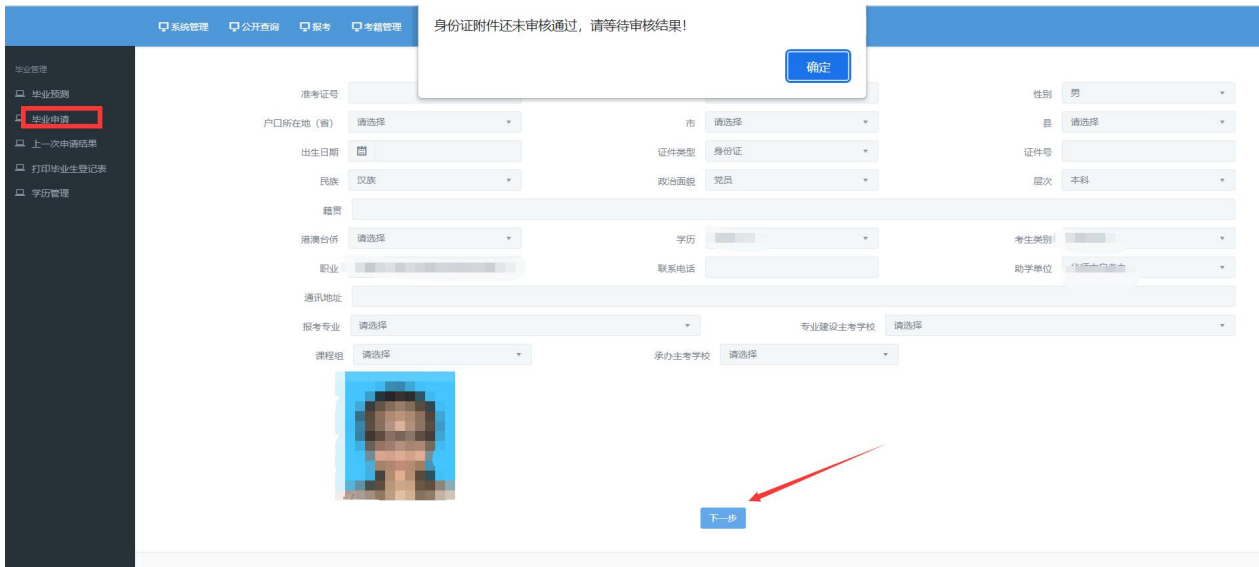 系统管理 公开查询 报考 考籍管理
身份证附件还未审核通过，请等待审核结果！
确定
毕业管理
毕业预测
毕业申请
上一次申请结果
打印毕业生登记表
学历管理
准考证号 性别 男
户口所在地（省） 请选择 市 请选择 县 请选择
出生日期 证件类型 身份证 证件号
民族 汉族 政治面貌 党员 层次 本科
籍贯
港澳台侨 请选择 学历 考生类别
职业 联系电话 助学单位
通讯地址
报考专业 请选择 专业建设主考学校 请选择
课程组 请选择 承办主考学校 请选择
下一步